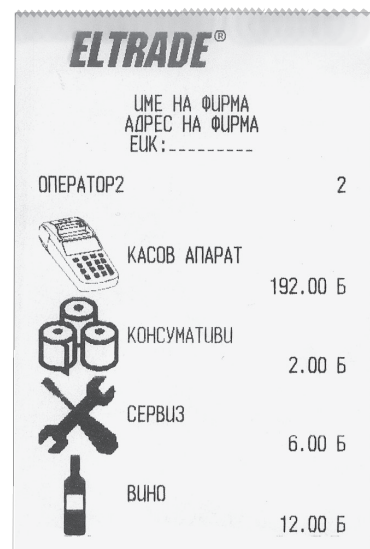 ELTRADE®
ИМЕ НА ФИРМА
АДРЕС НА ФИРМА
ЕИК:_________
ОПЕРАТОР2 2
КАСОВ АПАРАТ
192.00 Б
КОНСУМАТИВИ
2.00 Б
СЕРВИЗ
6.00 Б
ВИНО
12.00 Б